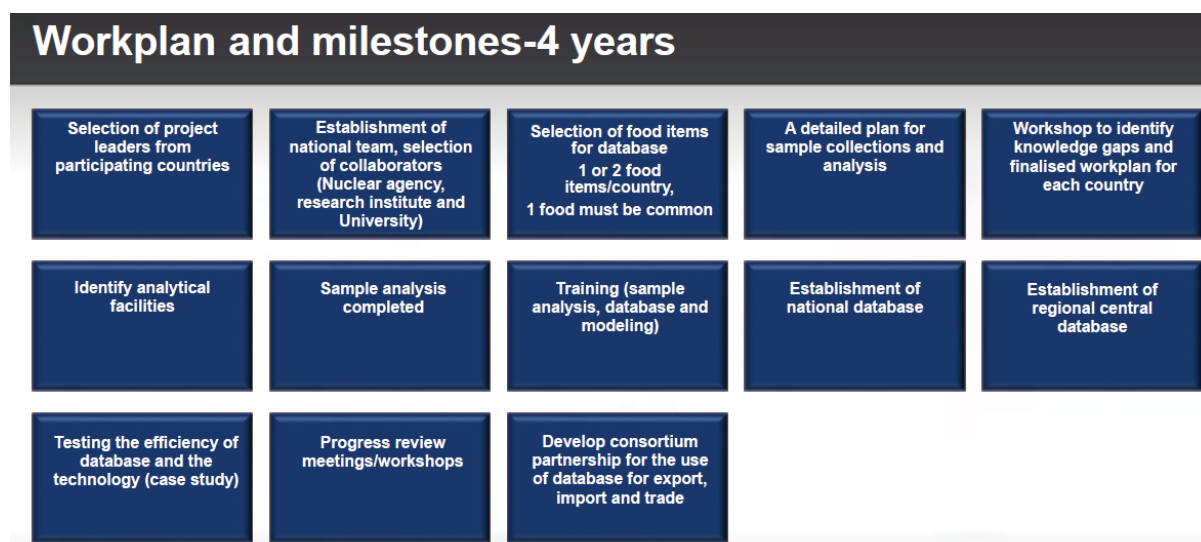 Workplan and milestones-4 years
Selection of project
leaders from
participating countries
Establishment of
national team, selection
of collaborators
(Nuclear agency,
research institute and
University)
Selection of food items
for database
1 or 2 food
items/country,
1 food must be common
A detailed plan for
sample collections and
analysis
Workshop to identify
knowledge gaps and
finalised workplan for
each country
Identify analytical
facilities
Sample analysis
completed
Training (sample
analysis, database and
modeling)
Establishment of
national database
Establishment of
regional central
database
Testing the efficiency of
database and the
technology (case study)
Progress review
meetings/workshops
Develop consortium
partnership for the use
of database for export,
import and trade